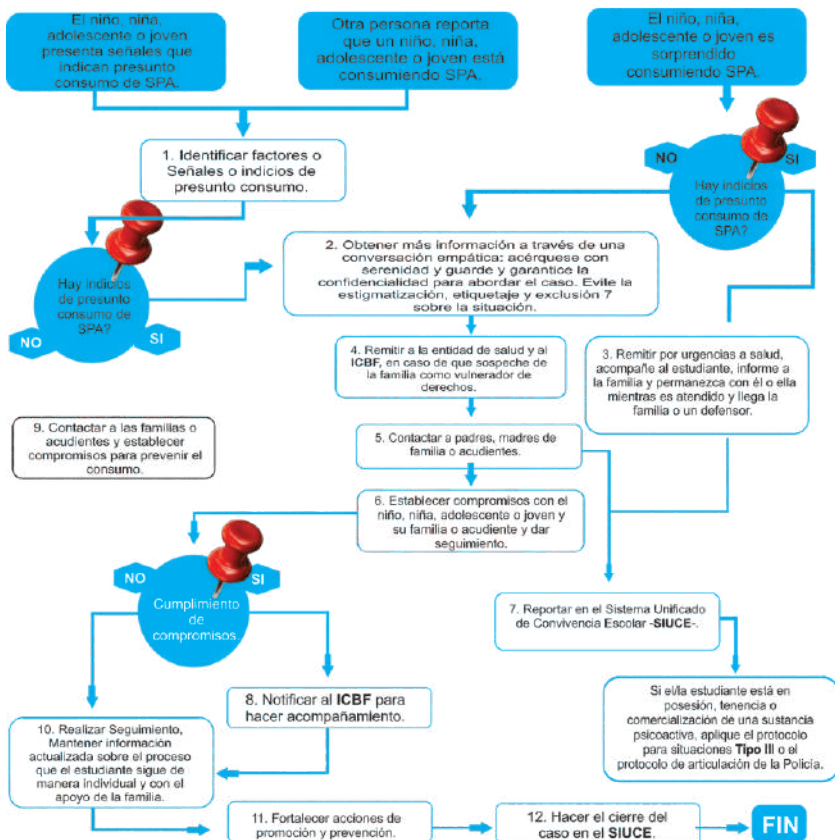 El niño, niña,
adolescente o joven
presenta señales que
indican presunto
consumo de SPA.
Otra persona reporta
que un niño, niña,
adolescente o joven está
consumiendo SPA.
El niño, niña,
adolescente o joven es
sorprendido
consumiendo SPA.
1. Identificar factores o
Señales o indicios de
presunto consumo.
NO
SI
Hay indicios
de presunto
consumo de
SPA?
2. Obtener más información a través de una
conversación empática: acérquese con
serenidad y guarde y garantice la
confidencialidad para abordar el caso. Evile la
estigmatización, etiquetaje y exclusión 7
sobre la situación.
Hay indicios
de presunto
consumo de
SPA?
NO
SI
4. Remitir a la entidad de salud y al
ICBF, en caso de que sospeche de
la familia como vulnerador de
derechos.
3. Remitir por urgencias a salud,
acompañe al estudiante, informe a
la familia y permanezca con él o ella
mientras es atendido y llega la
familia o un defensor.
9. Contactar a las familias o
acudientes y establecer
compromisos para prevenir el
consumo.
5. Contactar a padres, madres de
familia o acudientes.
6. Establecer compromisos con el
niño, niña, adolescente o joven y
su familia o acudiente y dar
seguimiento.
NO
SI
Cumplimiento
de
compromisos.
7. Reportar en el Sistema Unificado
de Convivencia Escolar -SIUCE-.
8. Notificar al ICBF para
hacer acompañamiento.
Si el/la estudiante está en
posesión, tenencia o
comercialización de una sustancia
psicoactiva, aplique el protocolo
para situaciones Tipo III o el
protocolo de articulación de la Policía.
10. Realizar Seguimiento,
Mantener información
actualizada sobre el proceso
que el estudiante sigue de
manera individual y con el
apoyo de la familia.
11. Fortalecer acciones de
promoción y prevención.
12. Hacer el cierre del
caso en el SIUCE.
FIN